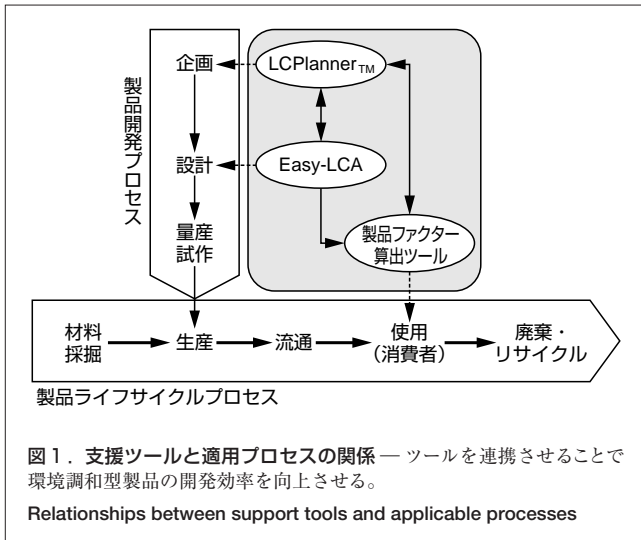 製品開発プロセス
企画
設計
量産
試作
LCPlanner™
Easy-LCA
製品ファクター
算出ツール
材料
採掘
生産
流通
使用
（消費者）
廃棄・
リサイクル
製品ライフサイクルプロセス
図1．支援ツールと適用プロセスの関係 ― ツールを連携させることで
環境調和型製品の開発効率を向上させる。
Relationships between support tools and applicable processes